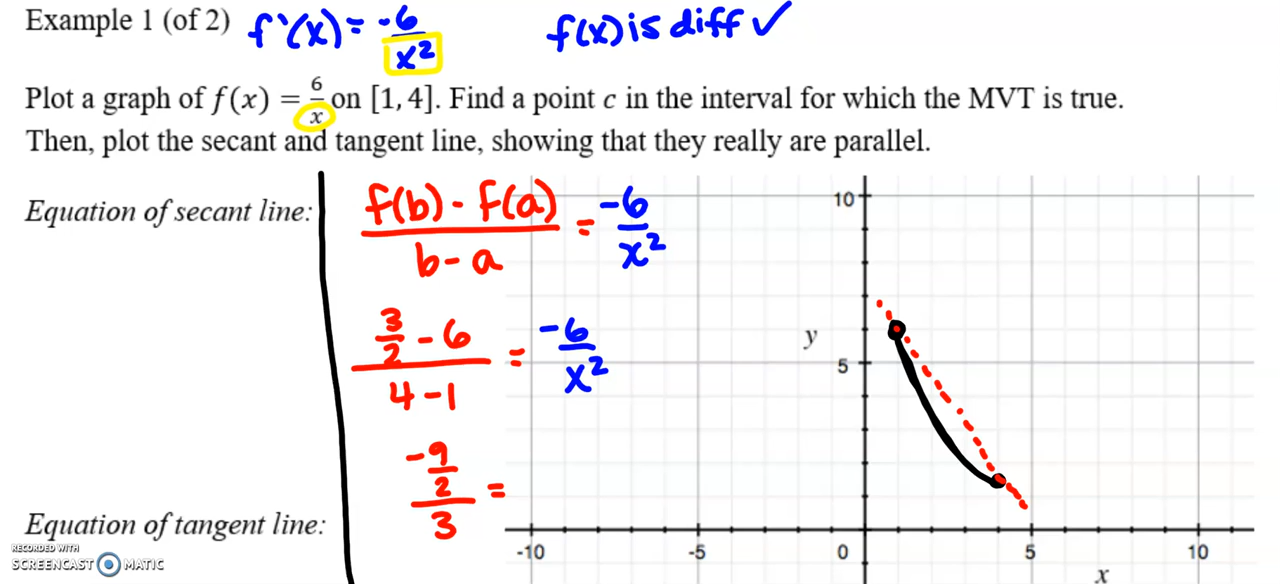 Example 1 (of 2) f'(x) = -6/x² f(x) is diff ✓
Plot a graph of f(x) = 6/x on [1, 4]. Find a point c in the interval for which the MVT is true.
Then, plot the secant and tangent line, showing that they really are parallel.
Equation of secant line:
f(b) - f(a) / b - a = -6/x²
3/2 - 6 / 4 - 1 = -6/x²
-9/2 / 3 =
Equation of tangent line:
10
y
5
-10 -5 0 5 10
x
RECORDED WITH
SCREENCAST MATIC